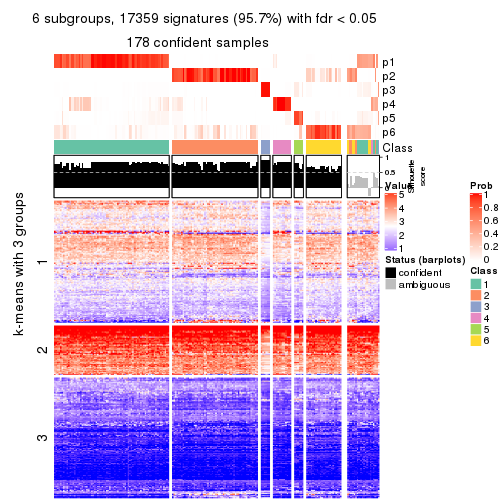 6 subgroups, 17359 signatures (95.7%) with fdr < 0.05
178 confident samples
p1
p2
p3
p4
p5
p6
Class
1
0.5
0
Silhouette score
k-means with 3 groups
1
2
3
Value
5
4
3
2
1
Status (barplots)
confident
ambiguous
Prob
1
0.8
0.6
0.4
0.2
0
Class
1
2
3
4
5
6